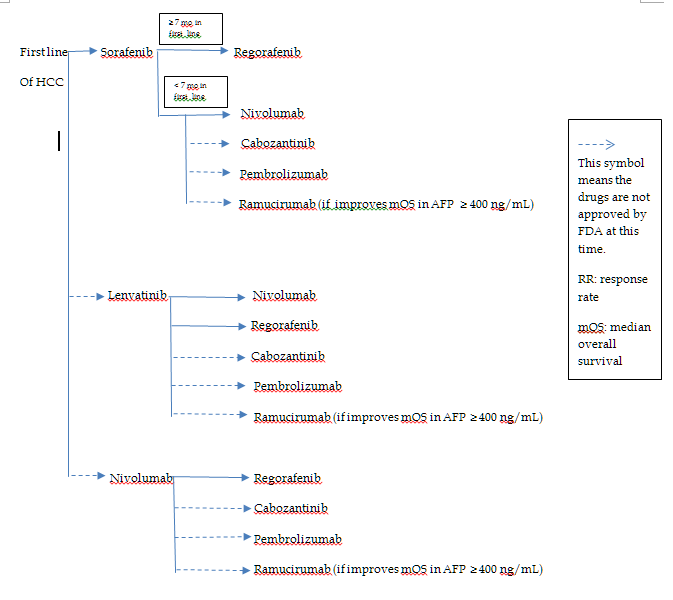 ≥ 7 mo in
first line
First line
Sorafenib
Regorafenib
Of HCC
< 7 mo in
first line
Nivolumab
Cabozantinib
Pembrolizumab
Ramucirumab (if improves mOS in AFP ≥ 400 ng/mL)
Lenvatinib
Nivolumab
Regorafenib
Cabozantinib
Pembrolizumab
Ramucirumab (if improves mOS in AFP ≥ 400 ng/mL)
Nivolumab
Regorafenib
Cabozantinib
Pembrolizumab
Ramucirumab (if improves mOS in AFP ≥ 400 ng/mL)
This symbol
means the
drugs are not
approved by
FDA at this
time.
RR: response
rate
mOS: median
overall
survival